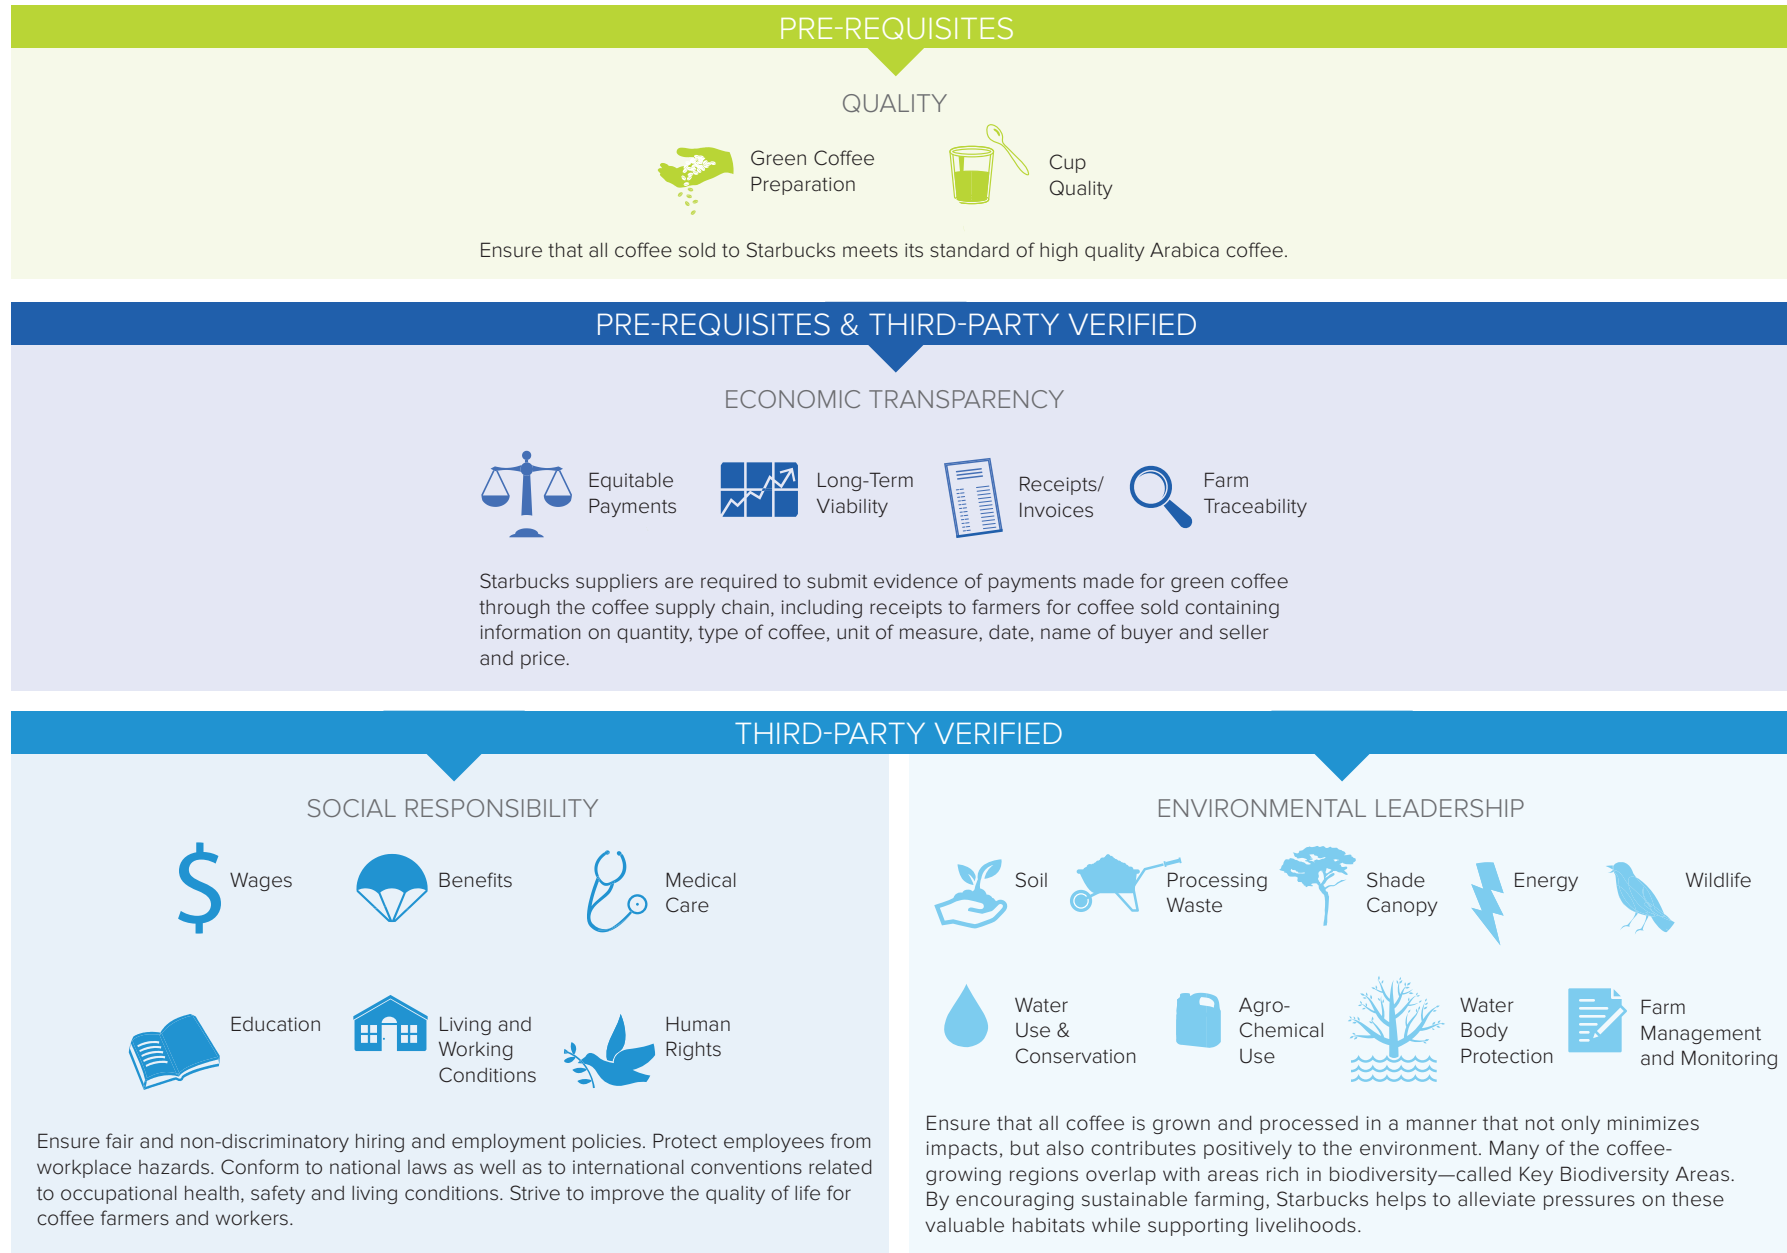 PRE-REQUISITES
QUALITY
Green Coffee
Preparation
Cup
Quality
Ensure that all coffee sold to Starbucks meets its standard of high quality Arabica coffee.
PRE-REQUISITES & THIRD-PARTY VERIFIED
ECONOMIC TRANSPARENCY
Equitable
Payments
Long-Term
Viability
Receipts/
Invoices
Farm
Traceability
Starbucks suppliers are required to submit evidence of payments made for green coffee
through the coffee supply chain, including receipts to farmers for coffee sold containing
information on quantity, type of coffee, unit of measure, date, name of buyer and seller
and price.
THIRD-PARTY VERIFIED
SOCIAL RESPONSIBILITY
$
Wages
Benefits
Medical
Care
Education
Living and
Working
Conditions
Human
Rights
Ensure fair and non-discriminatory hiring and employment policies. Protect employees from
workplace hazards. Conform to national laws as well as to international conventions related
to occupational health, safety and living conditions. Strive to improve the quality of life for
coffee farmers and workers.
ENVIRONMENTAL LEADERSHIP
Soil
Processing
Waste
Shade
Canopy
Energy
Wildlife
Water
Use &
Conservation
Agro-
Chemical
Use
Water
Body
Protection
Farm
Management
and Monitoring
Ensure that all coffee is grown and processed in a manner that not only minimizes
impacts, but also contributes positively to the environment. Many of the coffee-
growing regions overlap with areas rich in biodiversity—called Key Biodiversity Areas.
By encouraging sustainable farming, Starbucks helps to alleviate pressures on these
valuable habitats while supporting livelihoods.